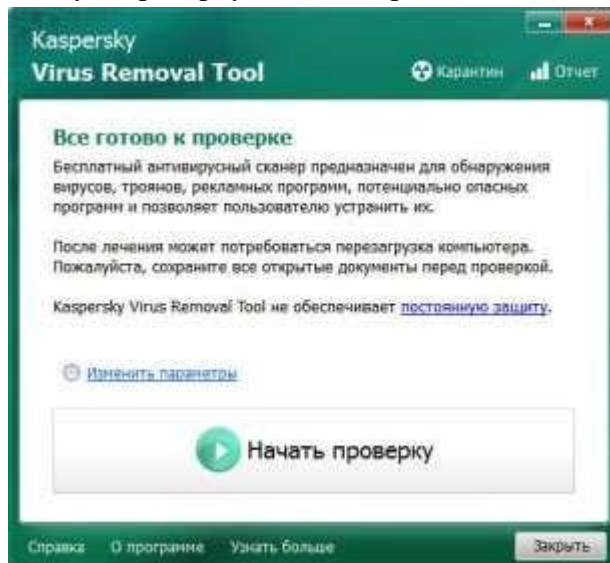 Kaspersky
Virus Removal Tool
Карантин
Отчет
Все готово к проверке
Бесплатный антивирусный сканер предназначен для обнаружения
вирусов, троянов, рекламных программ, потенциально опасных
программ и позволяет пользователю устранить их.
После лечения может потребоваться перезагрузка компьютера.
Пожалуйста, сохраните все открытые документы перед проверкой.
Kaspersky Virus Removal Tool не обеспечивает постоянную защиту.
Изменить параметры
Начать проверку
Справка
О программе
Узнать больше
Закрыть